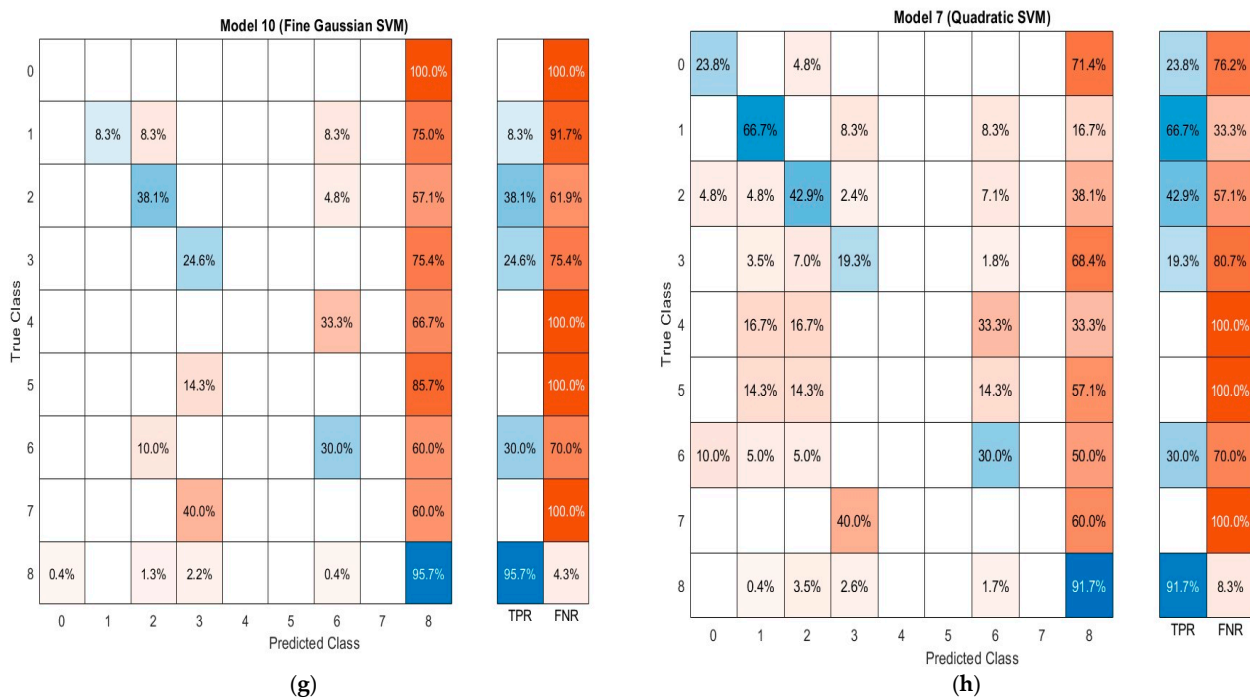 Model 10 (Fine Gaussian SVM)
0 100.0% 100.0%
1 8.3% 8.3% 8.3% 75.0% 8.3% 91.7%
2 38.1% 4.8% 57.1% 38.1% 61.9%
3 24.6% 75.4% 24.6% 75.4%
4 33.3% 66.7% 100.0%
5 14.3% 85.7% 100.0%
6 10.0% 30.0% 60.0% 30.0% 70.0%
7 40.0% 60.0% 100.0%
8 0.4% 1.3% 2.2% 0.4% 95.7% 95.7% 4.3%
True Class
0 1 2 3 4 5 6 7 8 TPR FNR
Predicted Class
(g)
Model 7 (Quadratic SVM)
0 23.8% 4.8% 71.4% 23.8% 76.2%
1 66.7% 8.3% 8.3% 16.7% 66.7% 33.3%
2 4.8% 4.8% 42.9% 2.4% 7.1% 38.1% 42.9% 57.1%
3 3.5% 7.0% 19.3% 1.8% 68.4% 19.3% 80.7%
4 16.7% 16.7% 33.3% 33.3% 100.0%
5 14.3% 14.3% 14.3% 57.1% 100.0%
6 10.0% 5.0% 5.0% 30.0% 50.0% 30.0% 70.0%
7 40.0% 60.0% 100.0%
8 0.4% 3.5% 2.6% 1.7% 91.7% 91.7% 8.3%
True Class
0 1 2 3 4 5 6 7 8 TPR FNR
Predicted Class
(h)